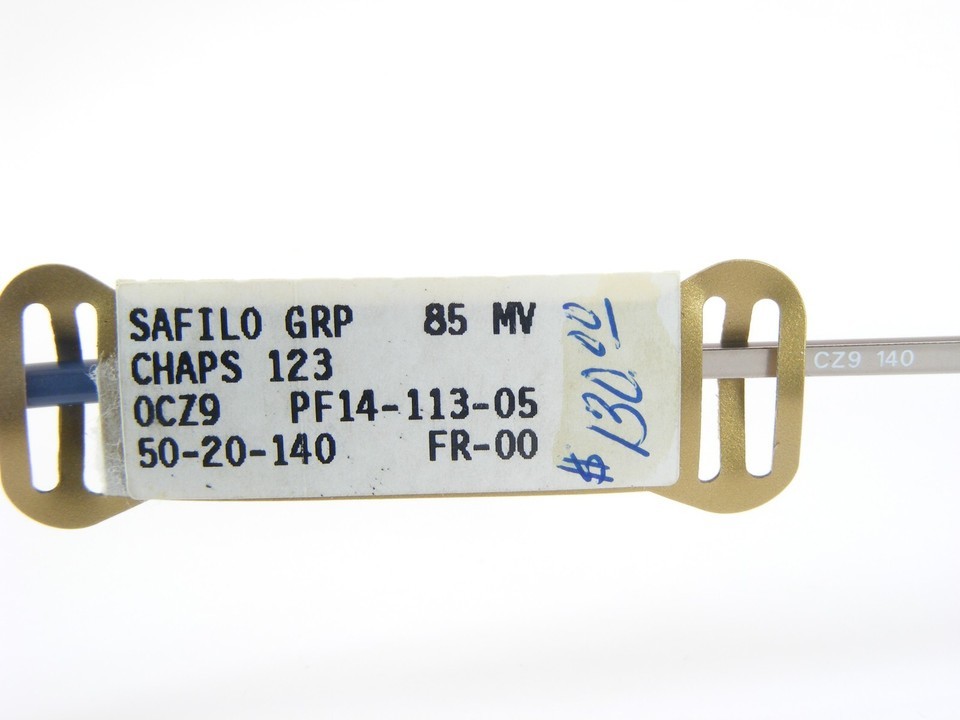 SAFILO GRP 85 MV
CHAPS 123
0CZ9 PF14-113-05
50-20-140 FR-00
$ 130.00
CZ9 140